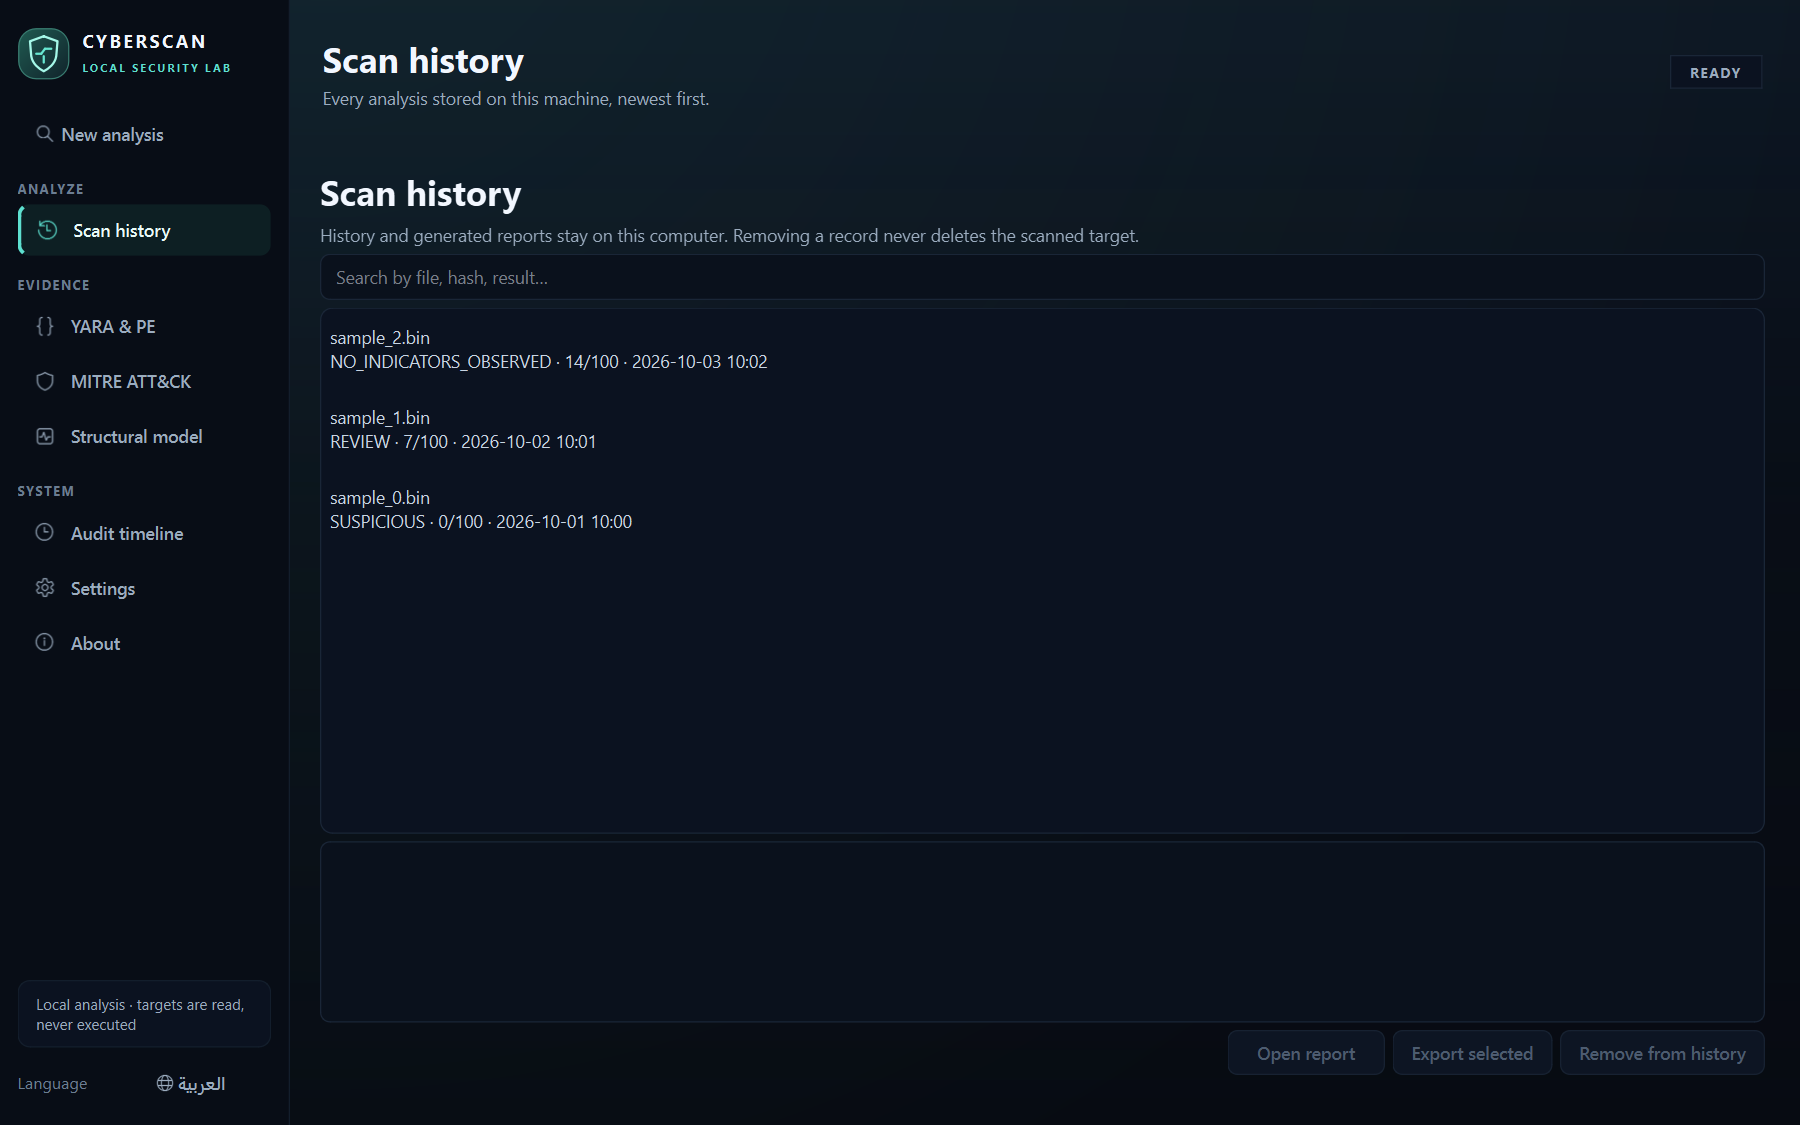 CYBERSCAN
LOCAL SECURITY LAB
New analysis
ANALYZE
Scan history
EVIDENCE
YARA & PE
MITRE ATT&CK
Structural model
SYSTEM
Audit timeline
Settings
About
Local analysis · targets are read,
never executed
Language
العربية
Scan history
Every analysis stored on this machine, newest first.
READY
Scan history
History and generated reports stay on this computer. Removing a record never deletes the scanned target.
Search by file, hash, result...
sample_2.bin
NO_INDICATORS_OBSERVED · 14/100 · 2026-10-03 10:02
sample_1.bin
REVIEW · 7/100 · 2026-10-02 10:01
sample_0.bin
SUSPICIOUS · 0/100 · 2026-10-01 10:00
Open report
Export selected
Remove from history